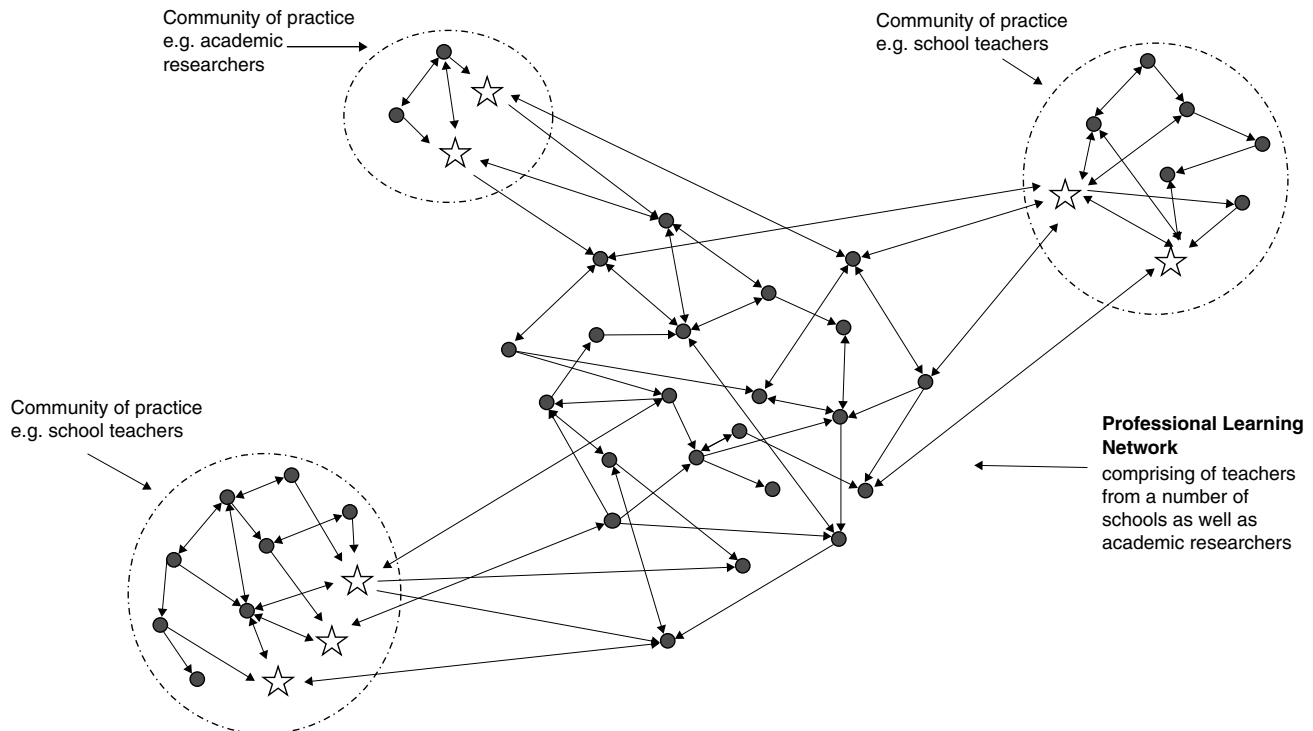 Community of practice
e.g. academic
researchers
Community of practice
e.g. school teachers
Community of practice
e.g. school teachers
Professional Learning
Network
comprising of teachers
from a number of
schools as well as
academic researchers